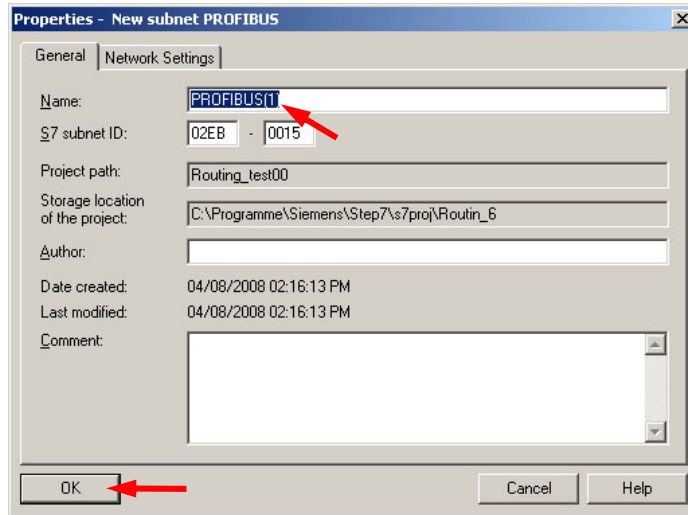 Properties - New subnet PROFIBUS
General Network Settings
Name: PROFIBUS(1)
S7 subnet ID: 02EB - 0015
Project path: Routing_test00
Storage location
of the project: C:\Programme\Siemens\Step7\s7proj\Routin_6
Author:
Date created: 04/08/2008 02:16:13 PM
Last modified: 04/08/2008 02:16:13 PM
Comment:
OK Cancel Help